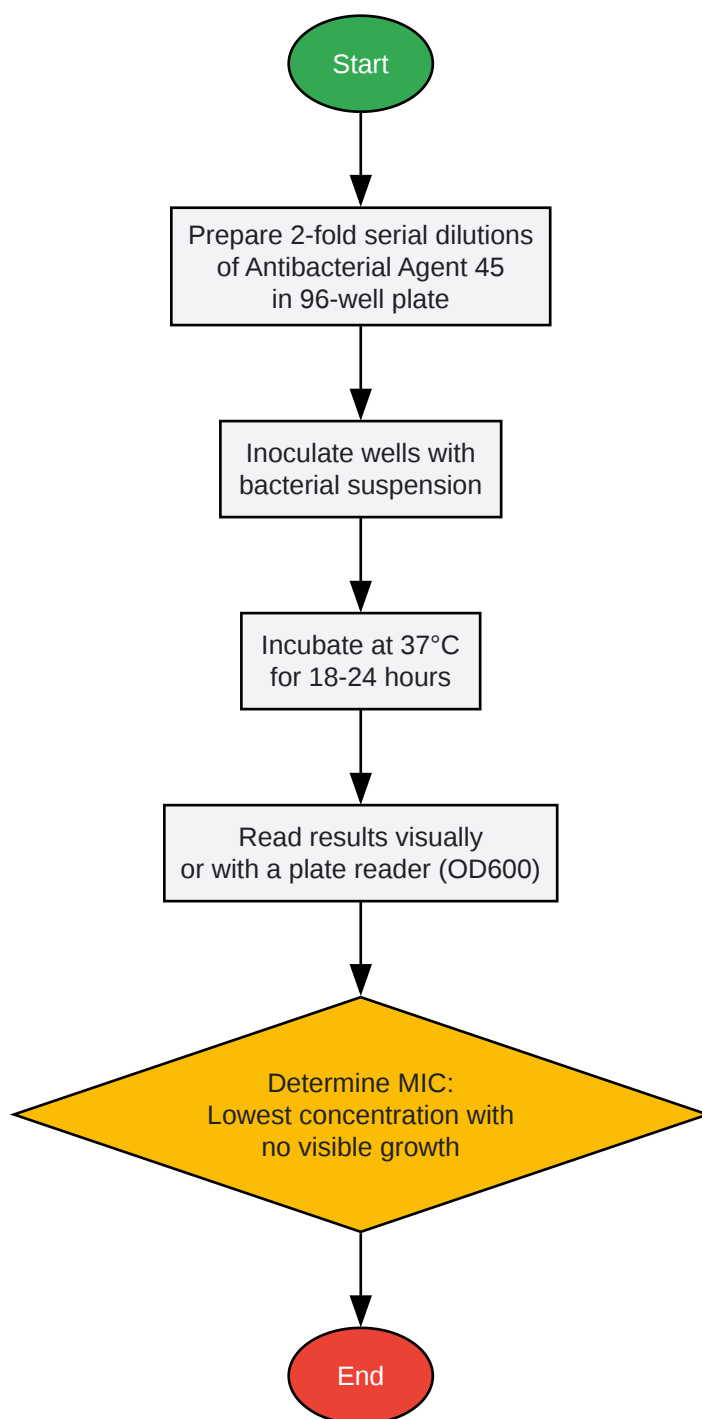 Start
Prepare 2-fold serial dilutions
of Antibacterial Agent 45
in 96-well plate
Inoculate wells with
bacterial suspension
Incubate at 37°C
for 18-24 hours
Read results visually
or with a plate reader (OD600)
Determine MIC:
Lowest concentration with
no visible growth
End